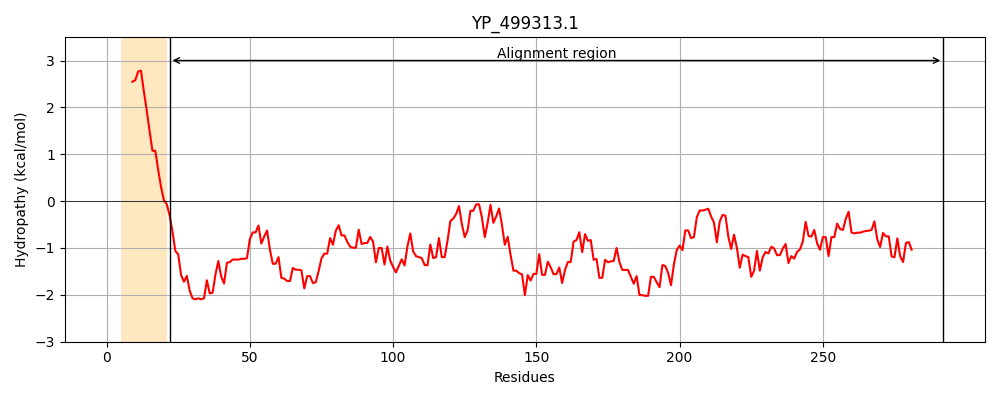 YP_499313.1
Alignment region
Hydropathy (kcal/mol)
3
2
1
0
−1
−2
−3
0 50 100 150 200 250
Residues